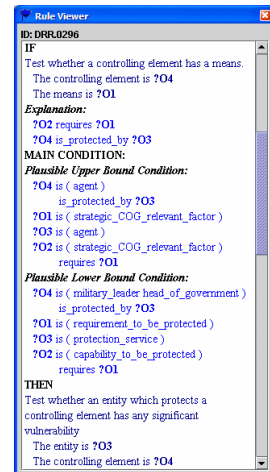 Rule Viewer
ID: DRR.0296
IF
Test whether a controlling element has a means.
The controlling element is ?O4
The means is ?O1
Explanation:
?O2 requires ?O1
?O4 is_protected_by ?O3
MAIN CONDITION:
Plausible Upper Bound Condition:
?O4 is ( agent )
is_protected_by ?O3
?O1 is ( strategic_COG_relevant_factor )
?O3 is ( agent )
?O2 is ( strategic_COG_relevant_factor )
requires ?O1
Plausible Lower Bound Condition:
?O4 is ( military_leader head_of_government )
is_protected_by ?O3
?O1 is ( requirement_to_be_protected )
?O3 is ( protection_service )
?O2 is ( capability_to_be_protected )
requires ?O1
THEN
Test whether an entity which protects a
controlling element has any significant
vulnerability
The entity is ?O3
The controlling element is ?O4